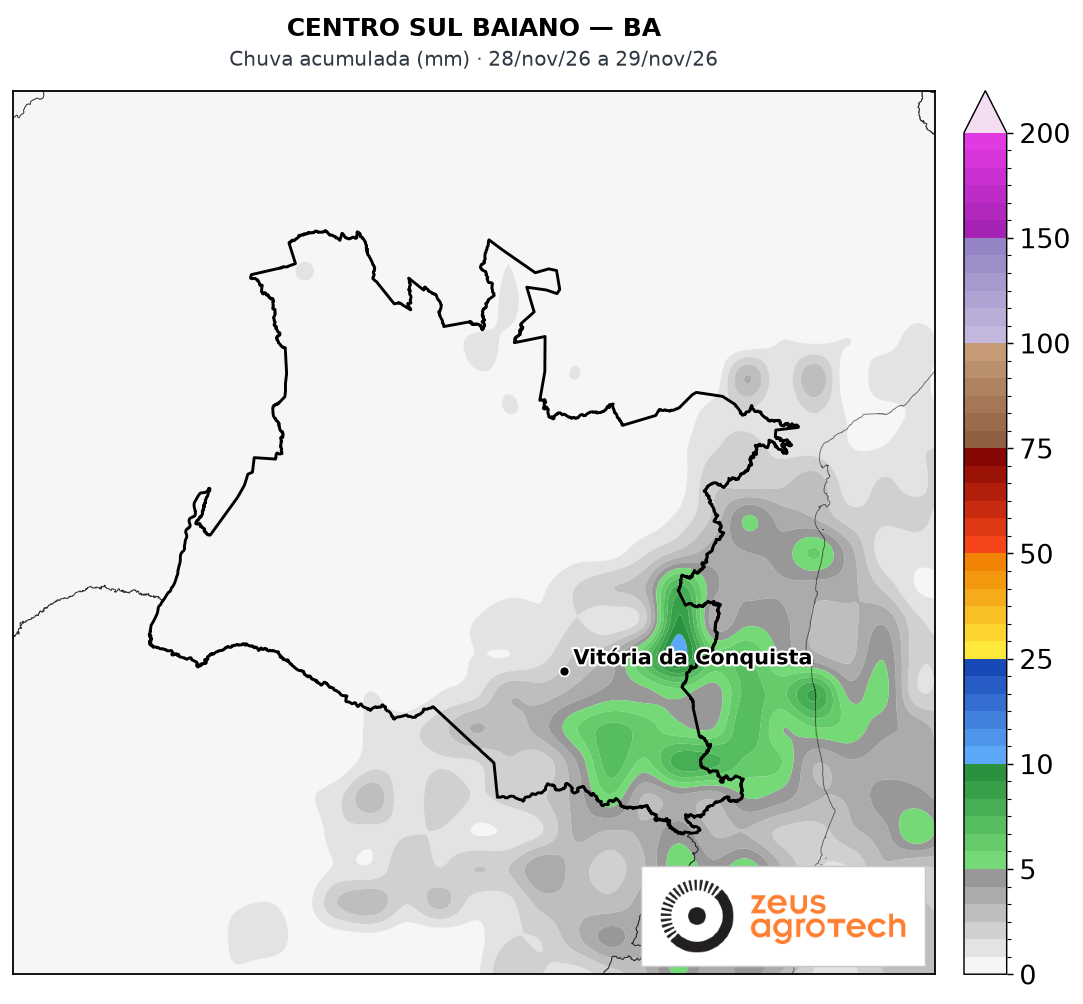 CENTRO SUL BAIANO — BA
Chuva acumulada (mm) · 28/nov/26 a 29/nov/26
200
150
100
75
50
25
10
5
0
Vitória da Conquista
zeus
agrotech